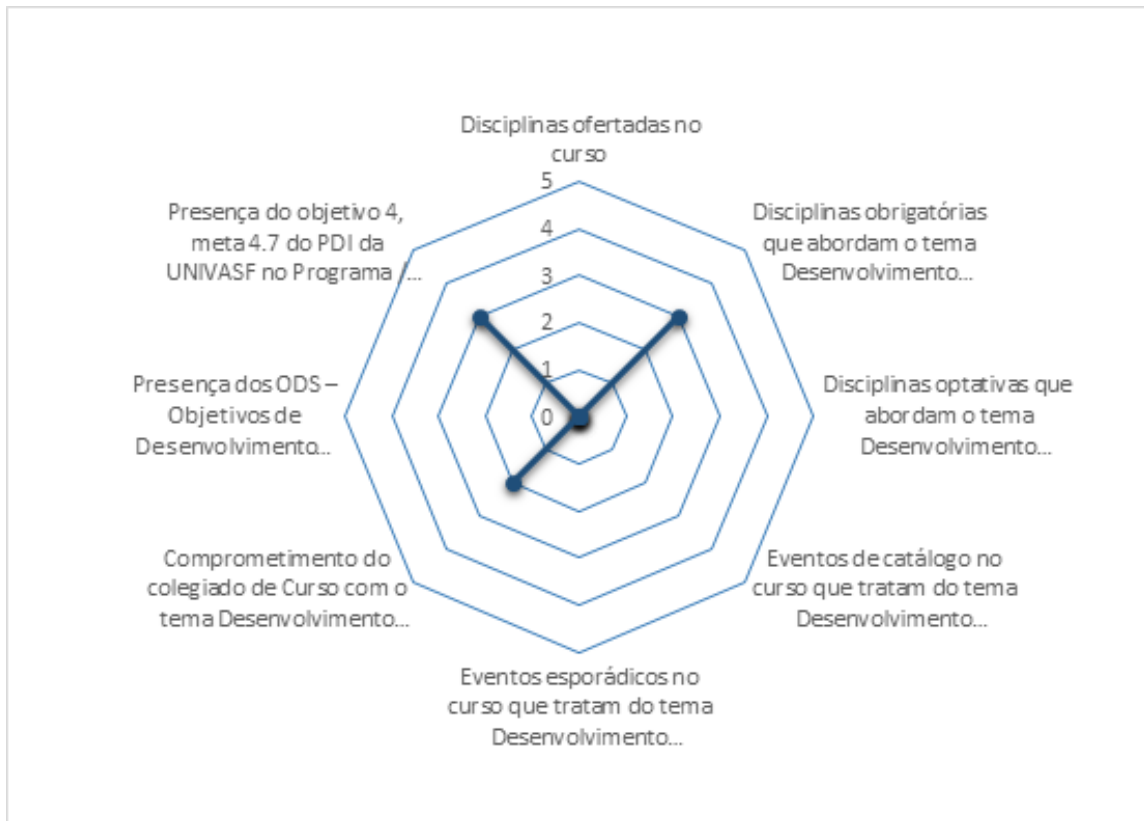 Disciplinas ofertadas no
curso
5
4
3
2
1
0
Disciplinas obrigatórias
que abordam o tema
Desenvolvimento...
Disciplinas optativas que
abordam o tema
Desenvolvimento...
Eventos de catálogo no
curso que tratam do tema
Desenvolvimento...
Eventos esporádicos no
curso que tratam do tema
Desenvolvimento...
Comprometimento do
colegiado de Curso com o
tema Desenvolvimento...
Presença dos ODS –
Objetivos de
Desenvolvimento...
Presença do objetivo 4,
meta 4.7 do PDI da
UNIVASF no Programa /...